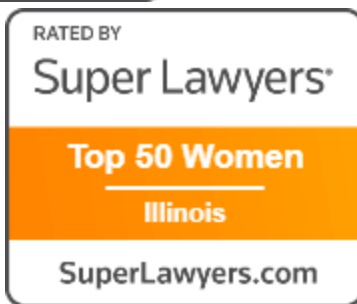 RATED BY
Super Lawyers®
Top 50 Women
Illinois
SuperLawyers.com